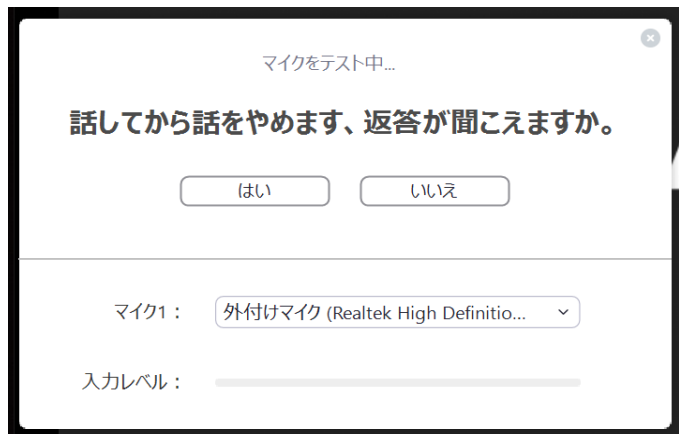 マイクをテスト中...
話してから話をやめます、返答が聞こえますか。
はい
いいえ
マイク1：
外付けマイク (Realtek High Definitio...
入力レベル：